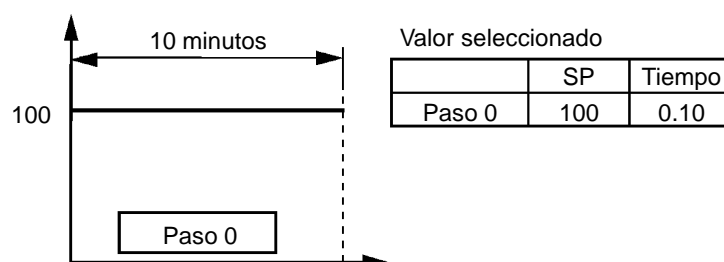 10 minutos
100
Paso 0
Valor seleccionado
SP Tiempo
Paso 0 100 0.10